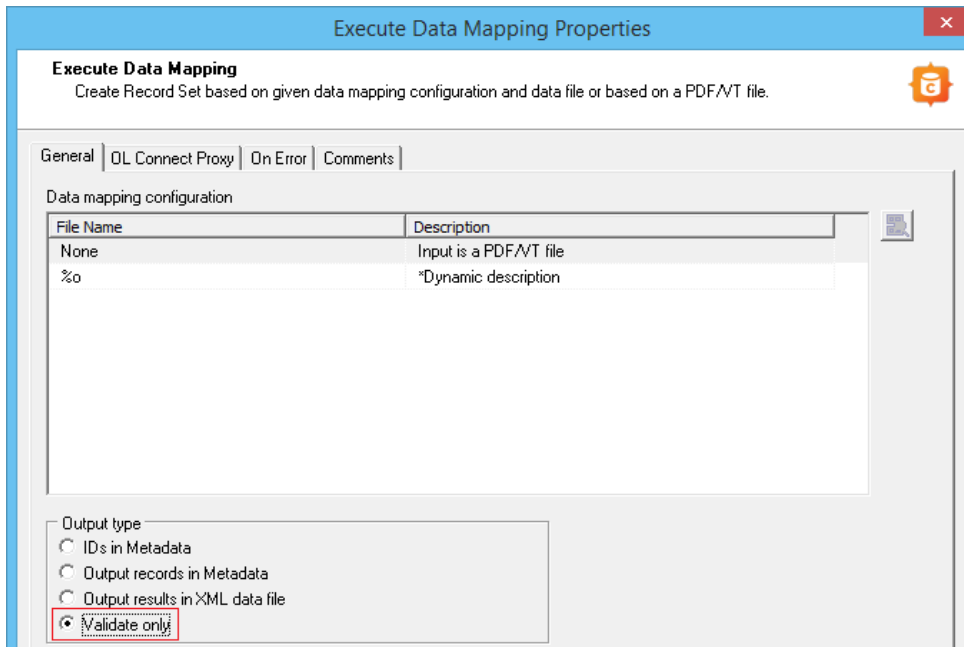 Execute Data Mapping Properties
Execute Data Mapping
Create Record Set based on given data mapping configuration and data file or based on a PDF/VT file.
General OL Connect Proxy On Error Comments
Data mapping configuration
File Name Description
None Input is a PDF/VT file
%o *Dynamic description
Output type
IDs in Metadata
Output records in Metadata
Output results in XML data file
Validate only